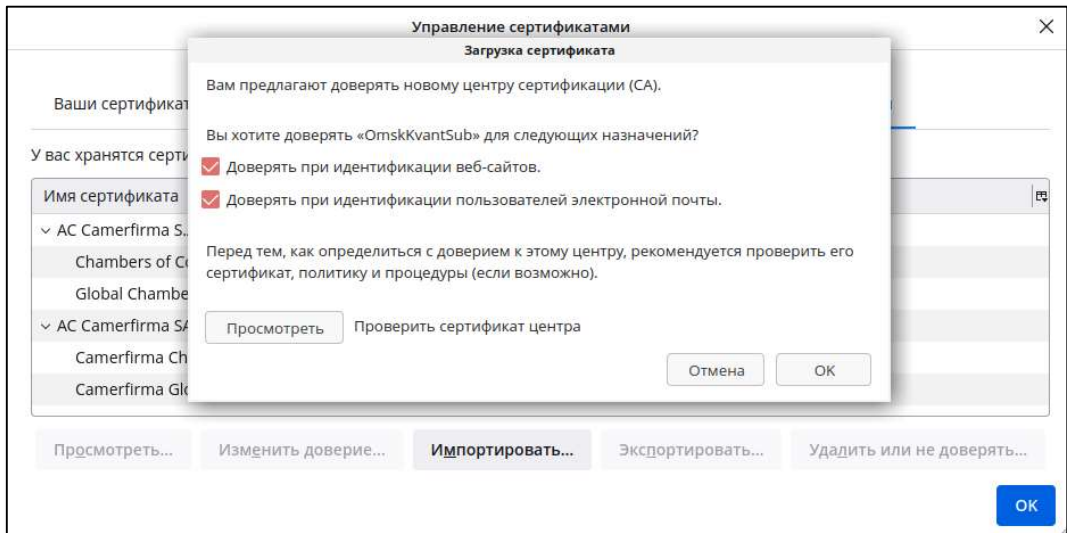 Управление сертификатами
Загрузка сертификата
Вам предлагают доверять новому центру сертификации (CA).
Ваши сертификат
Вы хотите доверять «OmskKvantSub» для следующих назначений?
У вас хранятся серти
Доверять при идентификации веб-сайтов.
Имя сертификата
Доверять при идентификации пользователей электронной почты.
AC Camerfirma S.
Перед тем, как определиться с доверием к этому центру, рекомендуется проверить его
сертификат, политику и процедуры (если возможно).
Chambers of Co
Global Chambe
AC Camerfirma SA
Просмотреть Проверить сертификат центра
Camerfirma Ch
Отмена OK
Camerfirma Glo
Просмотреть... Изменить доверие... Импортировать... Экспортировать... Удалить или не доверять...
OK